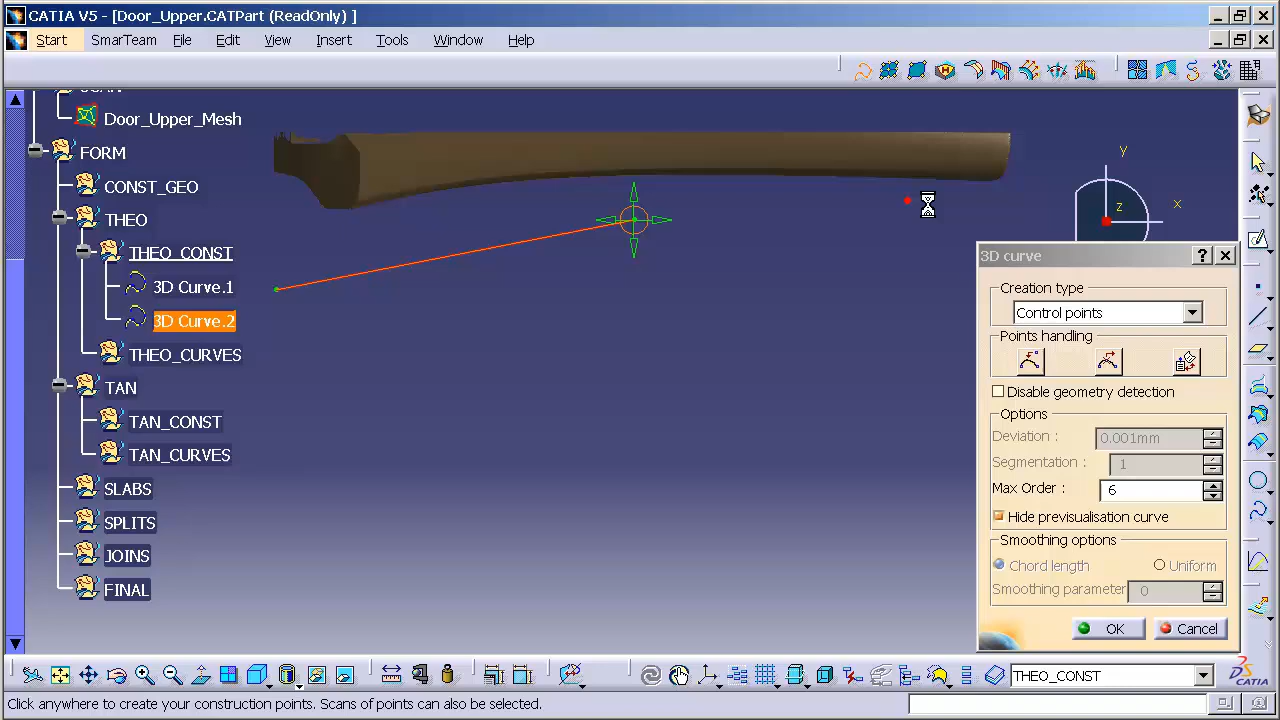 CATIA V5 - [Door_Upper.CATPart (ReadOnly) ]
Start SmarTeam File Edit View Insert Tools Window Help
Door_Upper_Mesh
FORM
CONST_GEO
THEO
THEO_CONST
3D Curve.1
3D Curve.2
THEO_CURVES
TAN
TAN_CONST
TAN_CURVES
SLABS
SPLITS
JOINS
FINAL
y
z x
3D curve
Creation type
Control points
Points handling
Disable geometry detection
Options
Deviation : 0.001mm
Segmentation : 1
Max Order : 6
Hide previsualisation curve
Smoothing options
Chord length Uniform
Smoothing parameter 0
OK Cancel
THEO_CONST
CATIA
Click anywhere to create your construction points. Scans of points can also be selected.